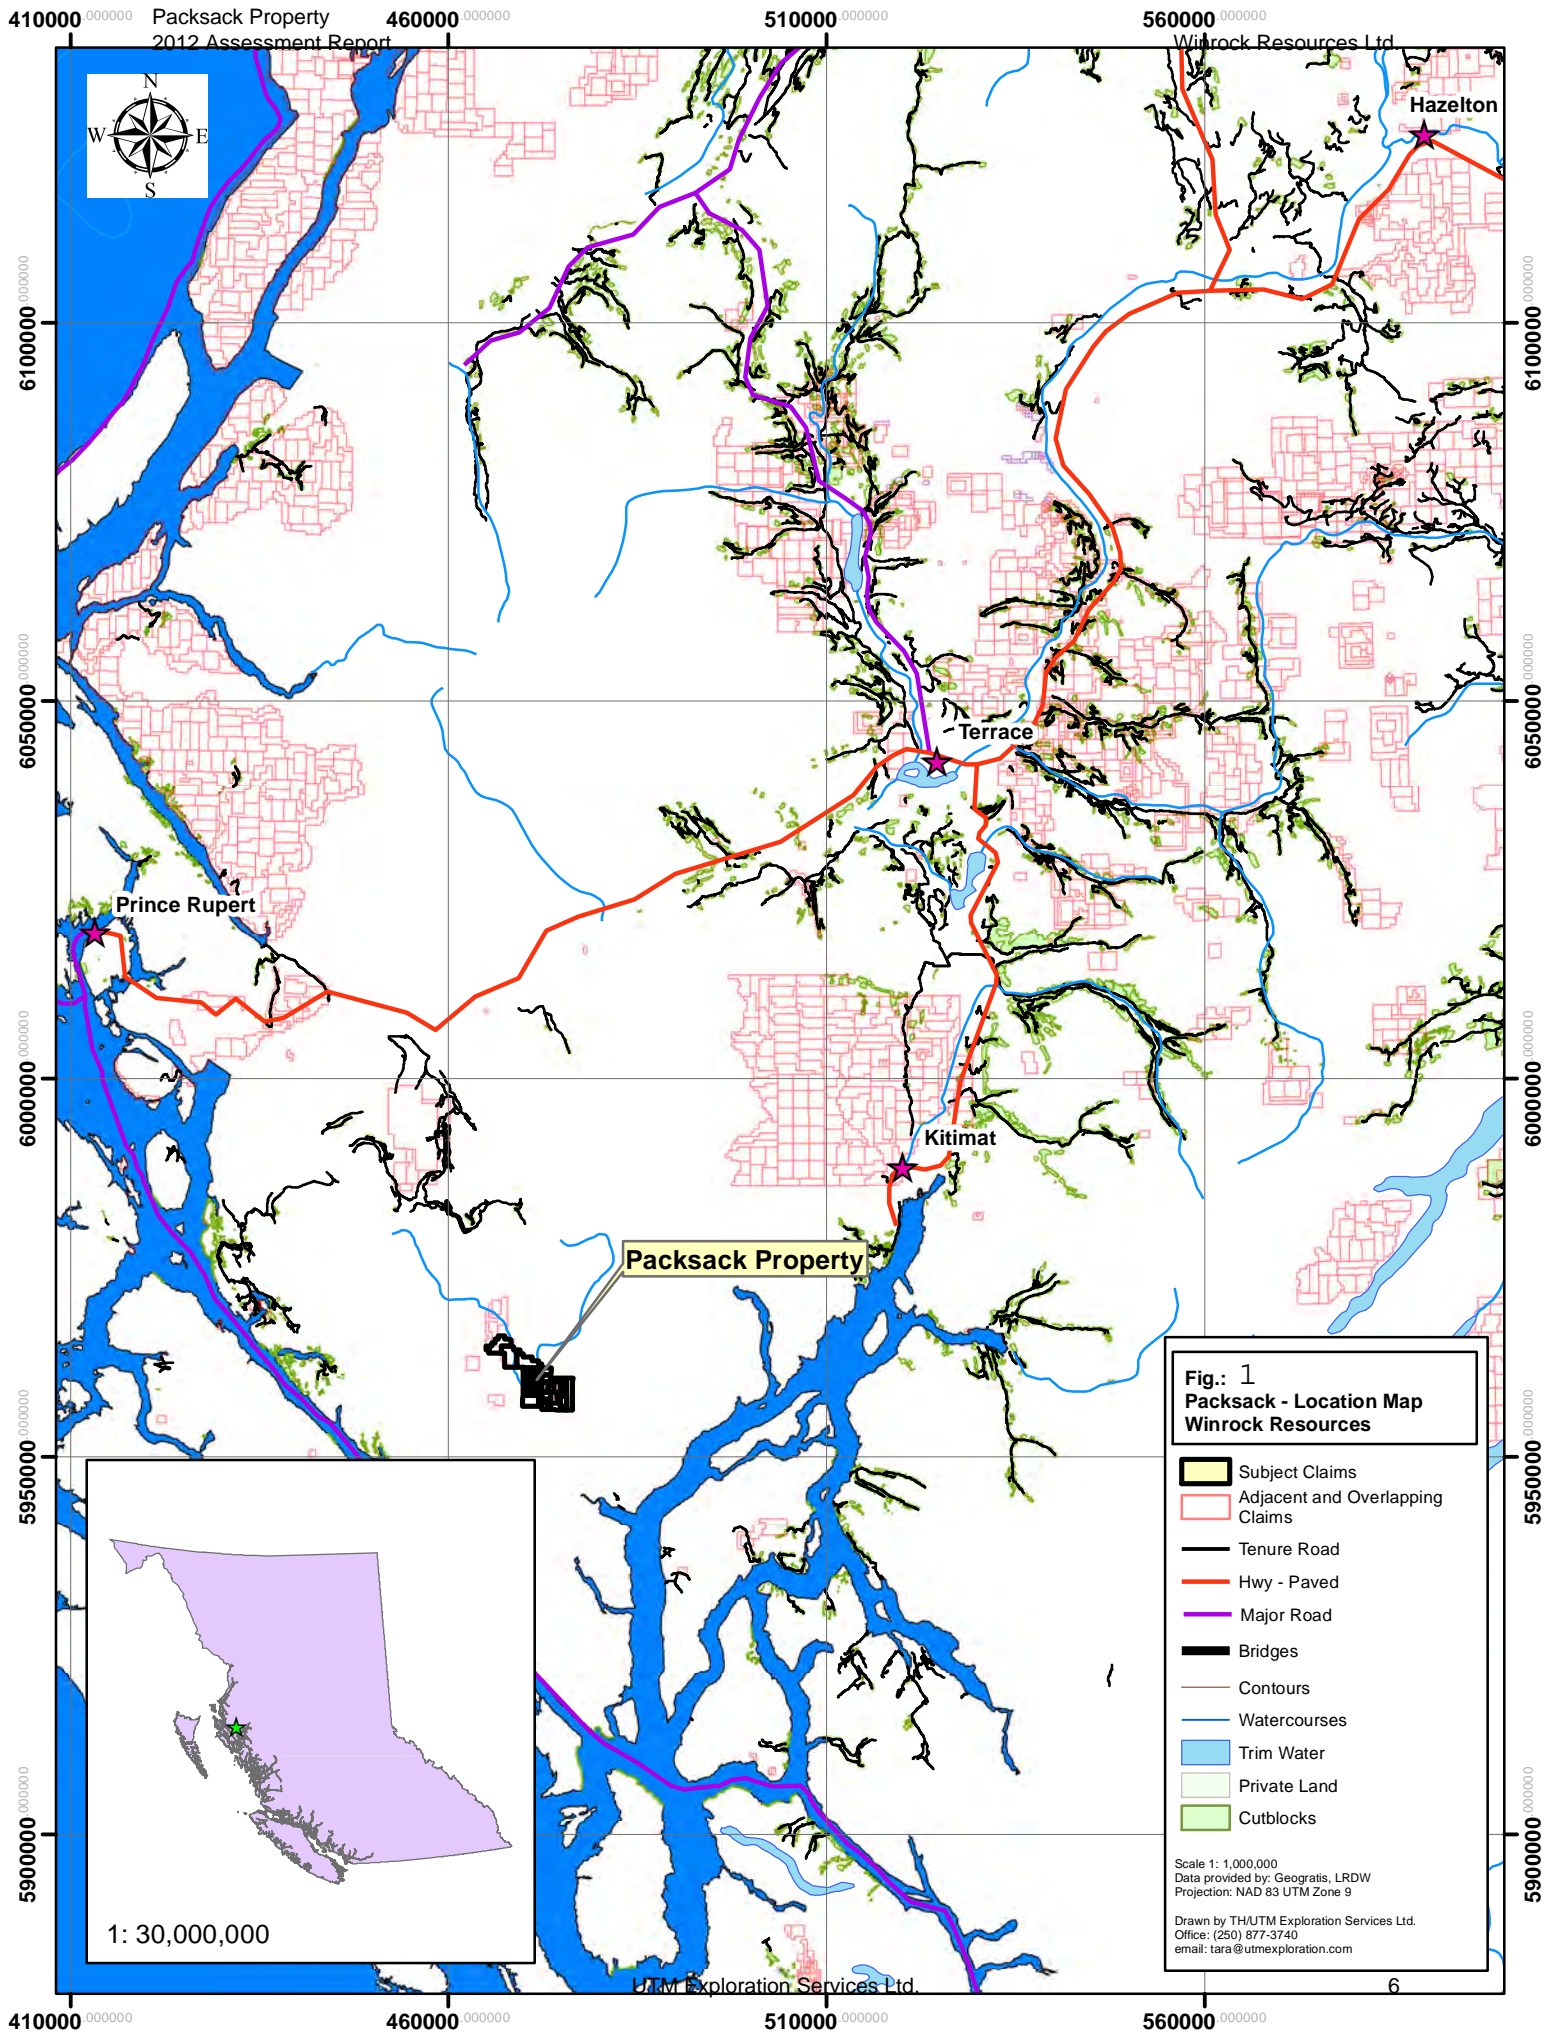 410000.000000
460000.000000
510000.000000
560000.000000
Packsack Property
2012 Assessment Report
Winrock Resources Ltd.
N
W E
S
Hazelton
6100000.000000
6100000.000000
6050000.000000
6050000.000000
Terrace
Prince Rupert
6000000.000000
6000000.000000
Kitimat
Packsack Property
5950000.000000
5950000.000000
Fig.: 1
Packsack - Location Map
Winrock Resources
Subject Claims
Adjacent and Overlapping
Claims
Tenure Road
Hwy - Paved
Major Road
Bridges
Contours
Watercourses
Trim Water
Private Land
Cutblocks
Scale 1: 1,000,000
Data provided by: Geogratis, LRDW
Projection: NAD 83 UTM Zone 9
Drawn by TH/UTM Exploration Services Ltd.
Office: (250) 877-3740
email: tara@utmexploration.com
5900000.000000
5900000.000000
1: 30,000,000
UTM Exploration Services Ltd.
6
410000.000000
460000.000000
510000.000000
560000.000000